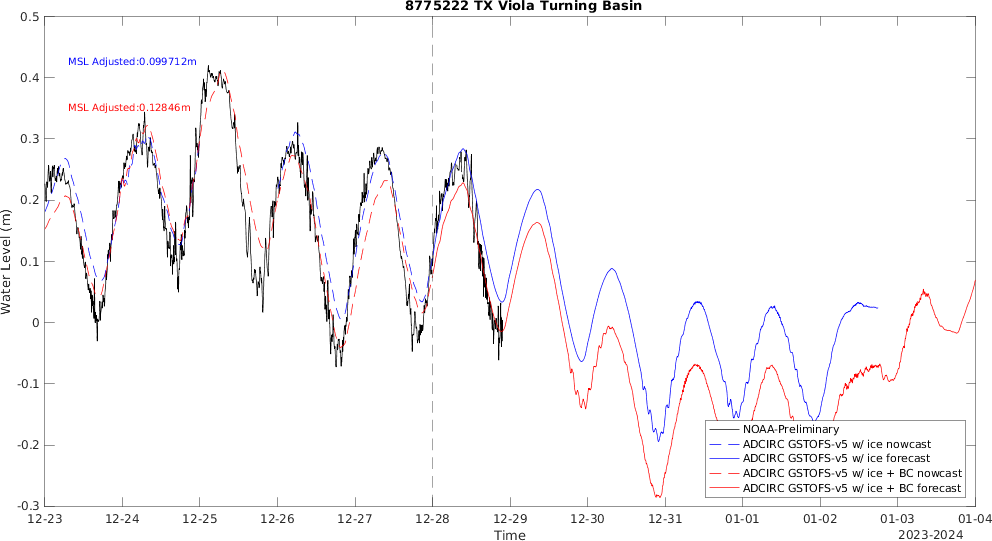 8775222 TX Viola Turning Basin
0.5
0.4
0.3
0.2
0.1
0
-0.1
-0.2
-0.3
Water Level (m)
MSL Adjusted:0.099712m
MSL Adjusted:0.12846m
NOAA-Preliminary
ADCIRC GSTOFS-v5 w/ ice nowcast
ADCIRC GSTOFS-v5 w/ ice forecast
ADCIRC GSTOFS-v5 w/ ice + BC nowcast
ADCIRC GSTOFS-v5 w/ ice + BC forecast
12-23 12-24 12-25 12-26 12-27 12-28 12-29 12-30 12-31 01-01 01-02 01-03 01-04
Time
2023-2024